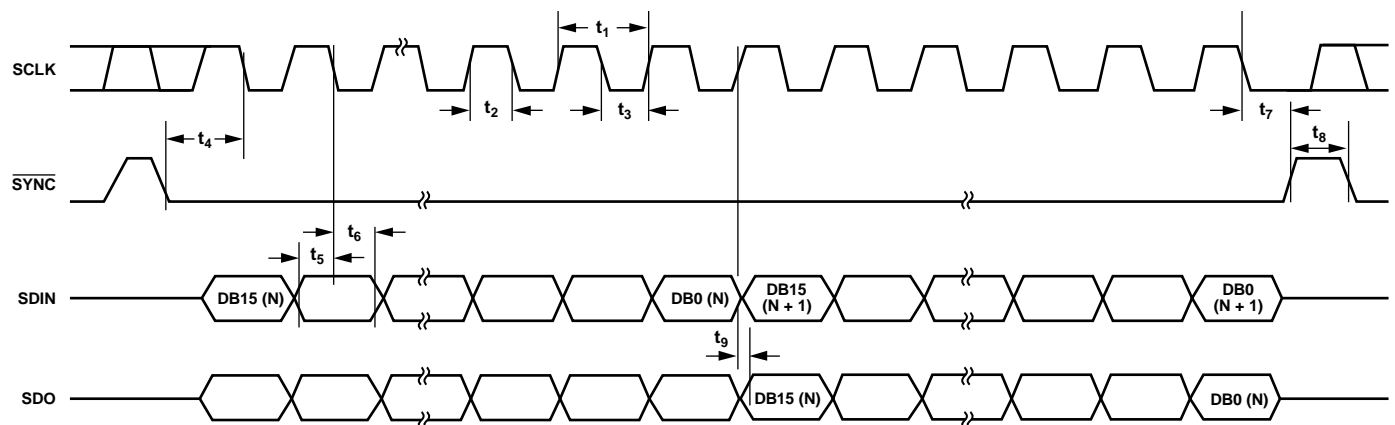 t1
SCLK
t2
t3
t7
t4
t8
SYNC
t6
t5
SDIN
DB15 (N)
DB0 (N)
DB15
(N + 1)
DB0
(N + 1)
t9
SDO
DB15 (N)
DB0 (N)